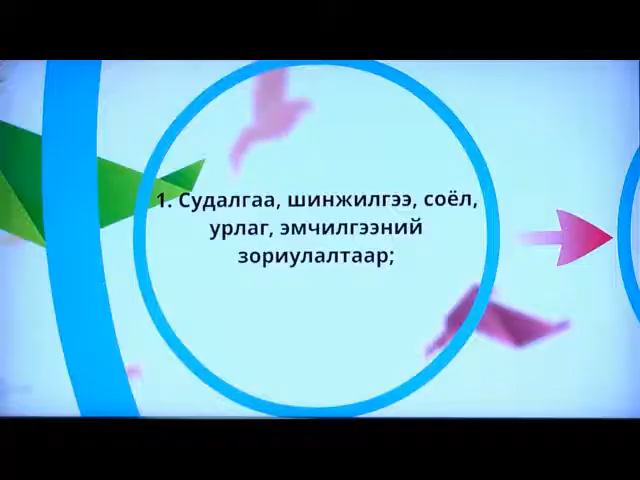 1. Судалгаа, шинжилгээ, соёл,
урлаг, эмчилгээний
зориулалтаар;